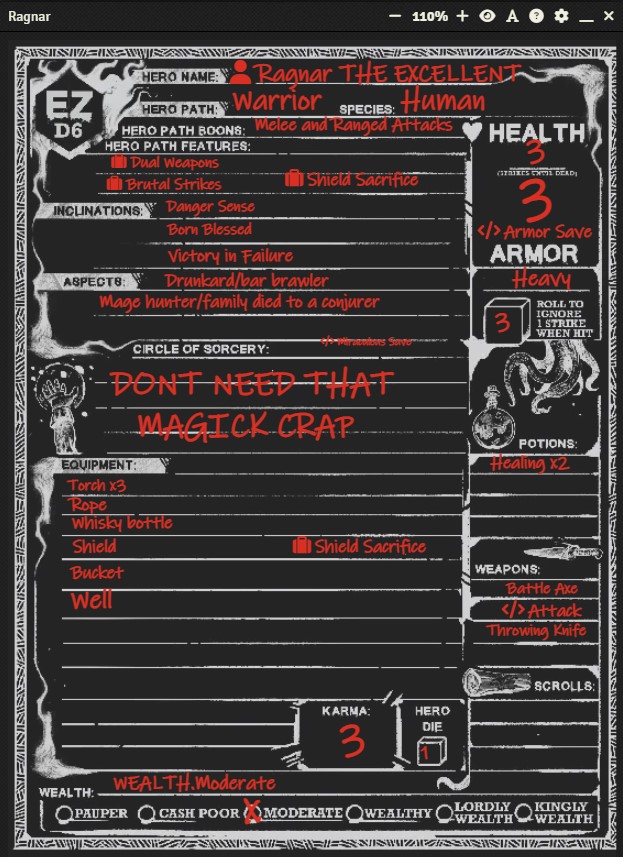 Ragnar
110% A ?
HERO NAME: Ragnar THE EXCELLENT
EZ D6
HERO PATH: Warrior SPECIES: Human
HERO PATH BOONS: Melee and Ranged Attacks
HEALTH
3
(STRIKES UNTIL DEAD)
3
</> Armor Save
ARMOR
Heavy
3
ROLL TO
IGNORE
1 STRIKE
WHEN HIT
HERO PATH FEATURES:
Dual Weapons
Brutal Strikes Shield Sacrifice
INCLINATIONS: Danger Sense
Born Blessed
Victory in Failure
ASPECTS: Drunkard/bar brawler
Mage hunter/family died to a conjurer
</> Miraculous Save
CIRCLE OF SORCERY:
DONT NEED THAT
MAGICK CRAP
POTIONS:
Healing x2
EQUIPMENT:
Torch x3
Rope
Whisky bottle
Shield Shield Sacrifice
Bucket
Well
WEAPONS:
Battle Axe
</> Attack
Throwing Knife
SCROLLS:
KARMA:
3
HERO
DIE
1
WEALTH: WEALTH.Moderate
PAUPER CASH POOR X MODERATE WEALTHY LORDLY WEALTH KINGLY WEALTH